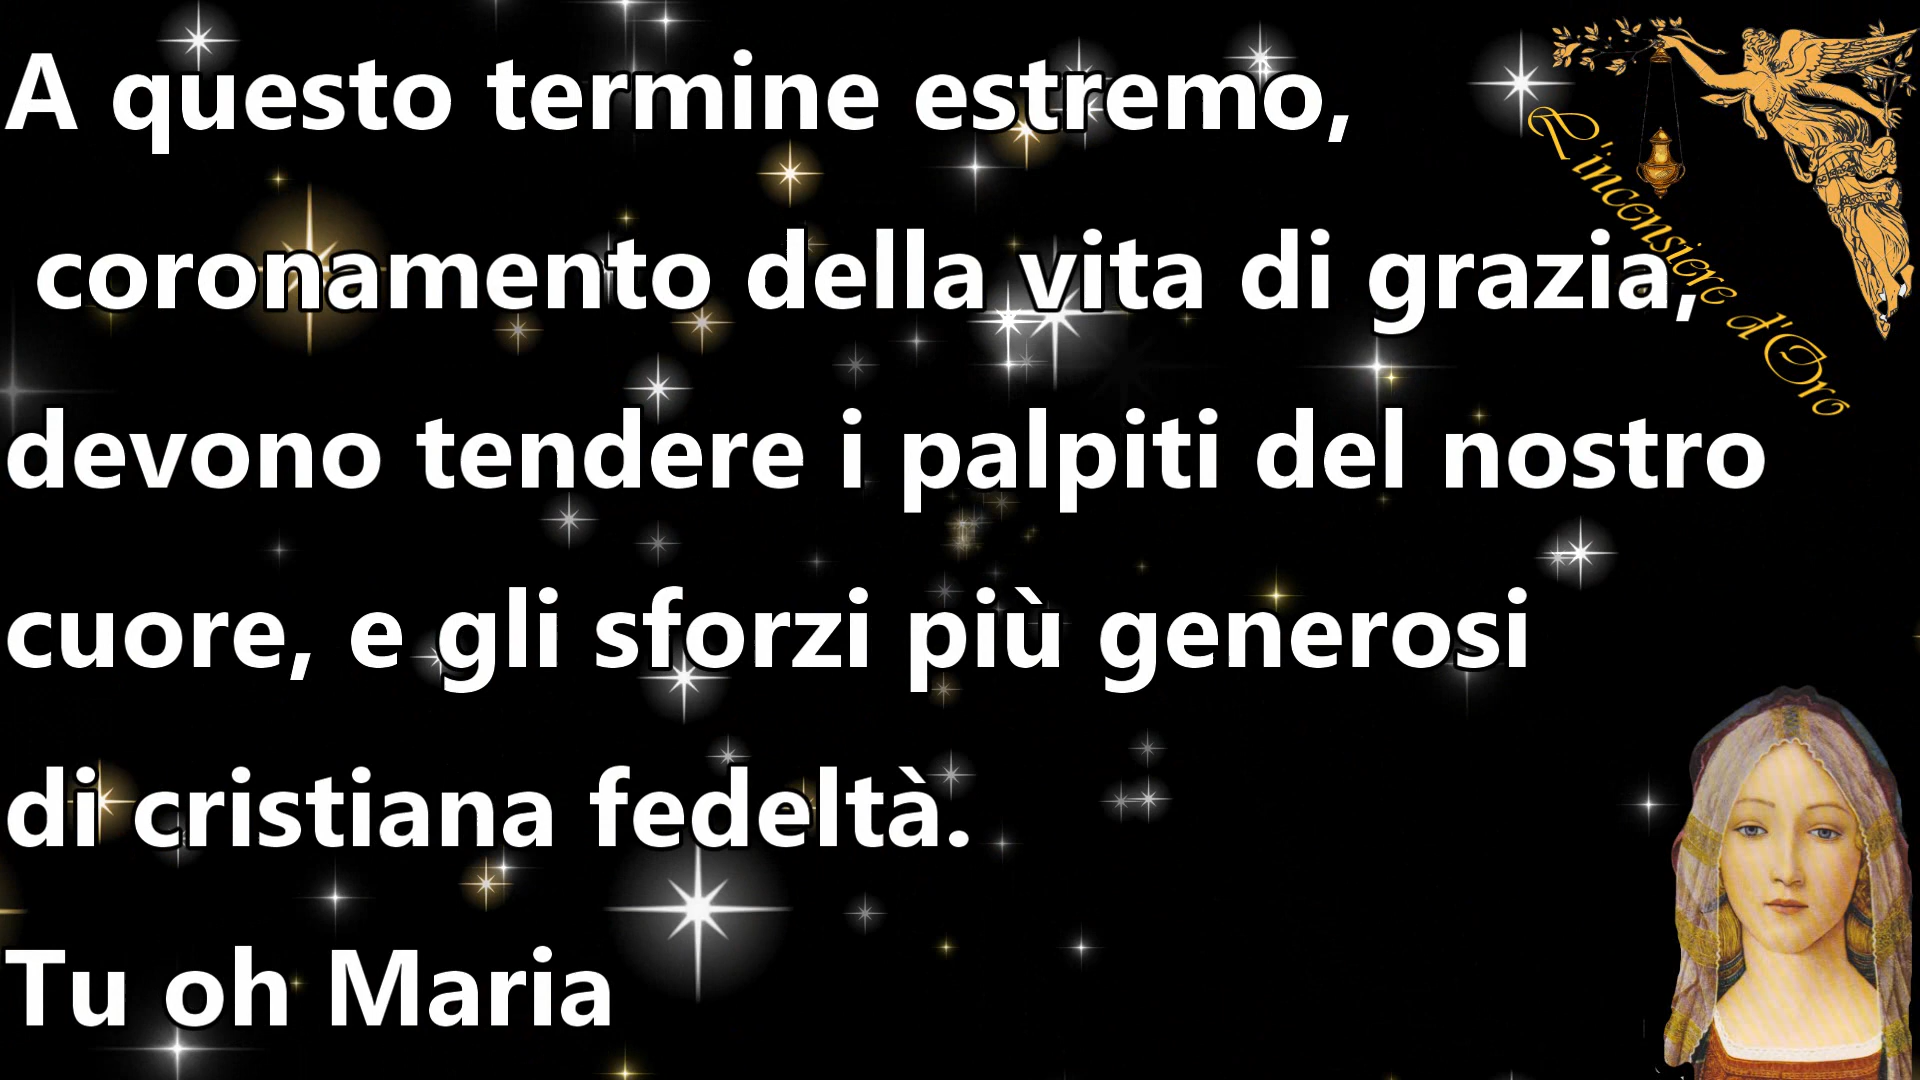 A questo termine estremo,
coronamento della vita di grazia,
devono tendere i palpiti del nostro
cuore, e gli sforzi più generosi
di cristiana fedeltà.
Tu oh Maria
L'incensiere d'Oro